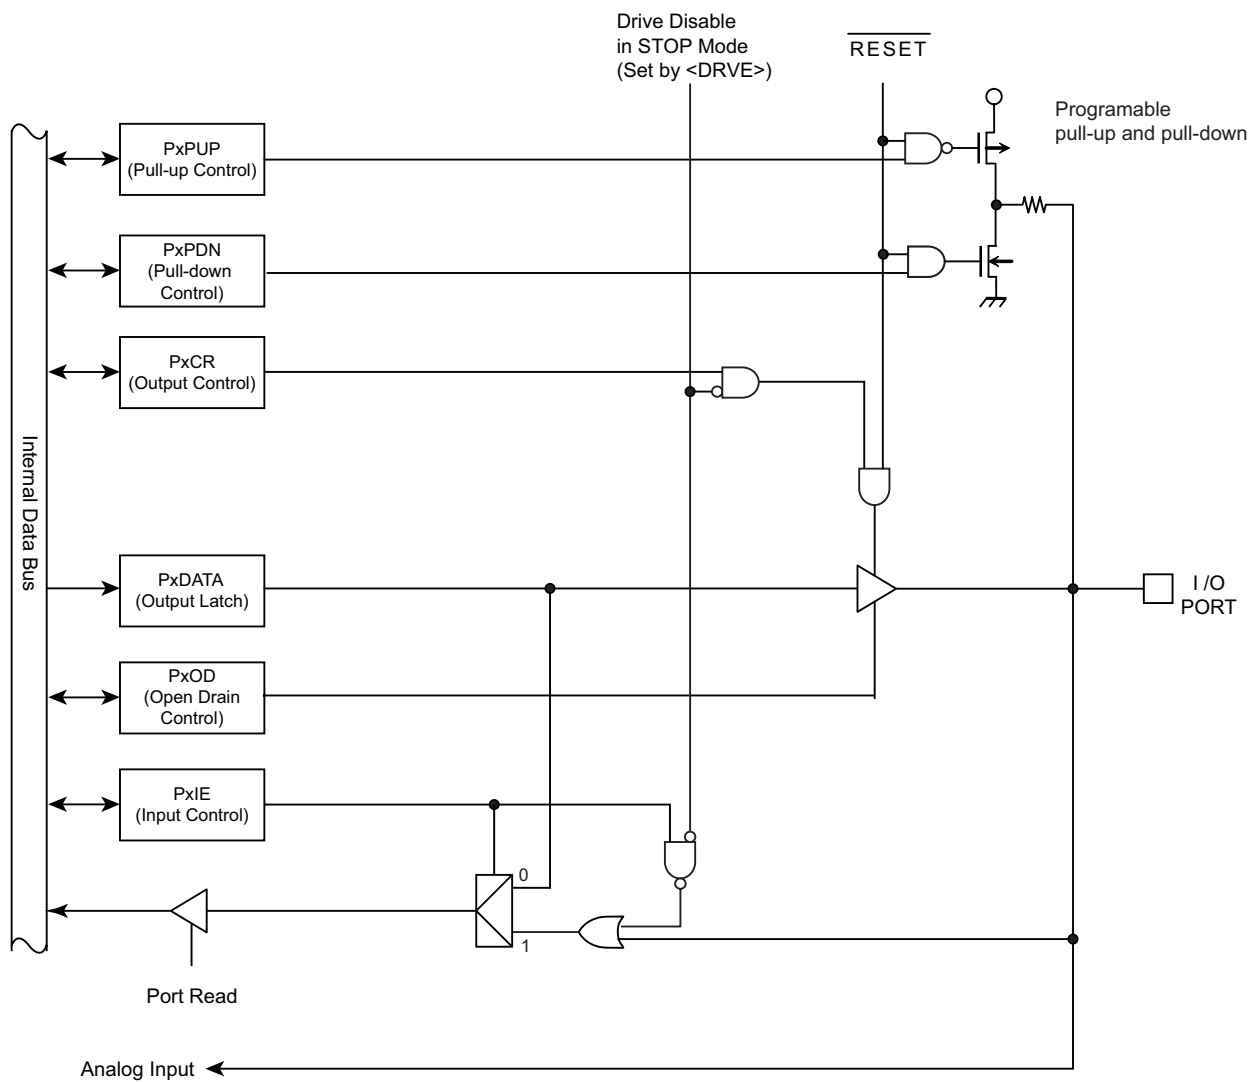 Drive Disable
in STOP Mode
(Set by <DRVE>)
RESET
Programable
pull-up and pull-down
PxPUP
(Pull-up Control)
PxPDN
(Pull-down
Control)
PxCR
(Output Control)
Internal Data Bus
PxDATA
(Output Latch)
I /O
PORT
PxOD
(Open Drain
Control)
PxIE
(Input Control)
0
1
Port Read
Analog Input